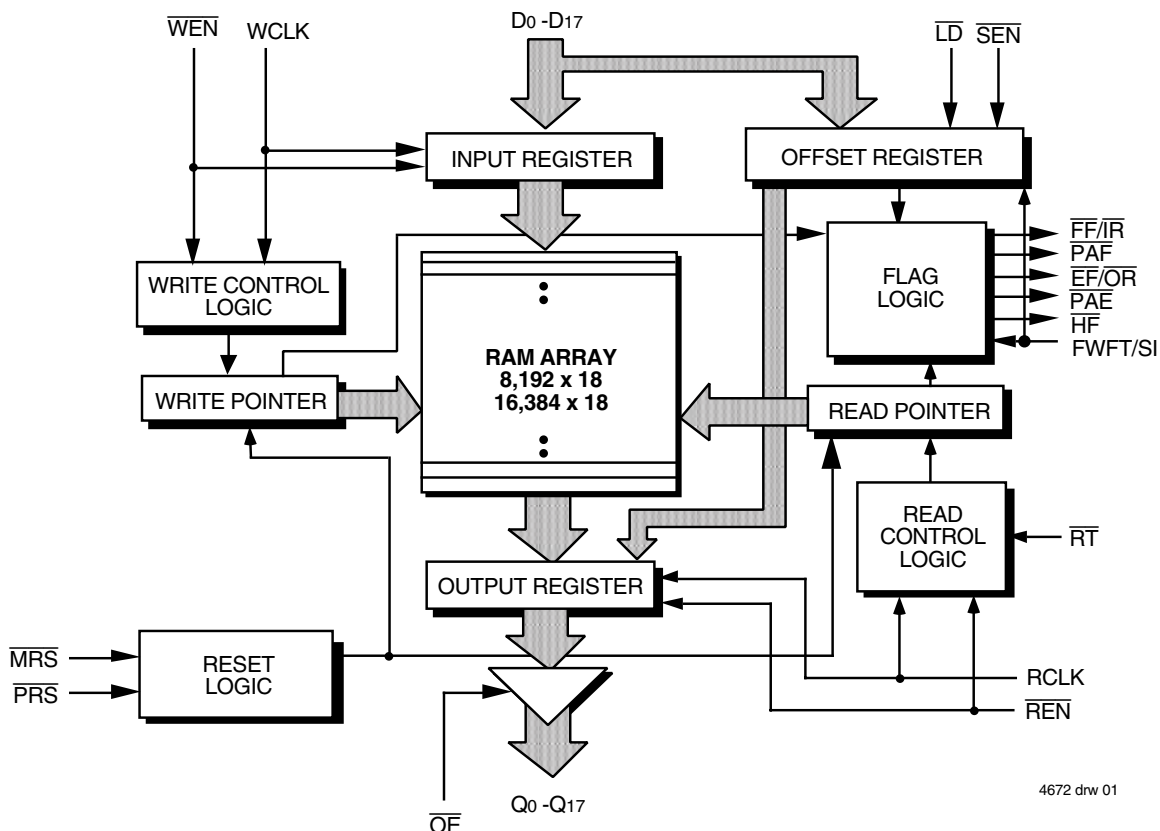 WEN WCLK
D0 -D17
LD SEN
INPUT REGISTER
OFFSET REGISTER
WRITE CONTROL
LOGIC
FLAG
LOGIC
FF/IR
PAF
EF/OR
PAE
HF
FWFT/SI
RAM ARRAY
8,192 x 18
16,384 x 18
WRITE POINTER
READ POINTER
READ
CONTROL
LOGIC
RT
OUTPUT REGISTER
MRS
PRS
RESET
LOGIC
RCLK
REN
OE
Q0 -Q17
4672 drw 01